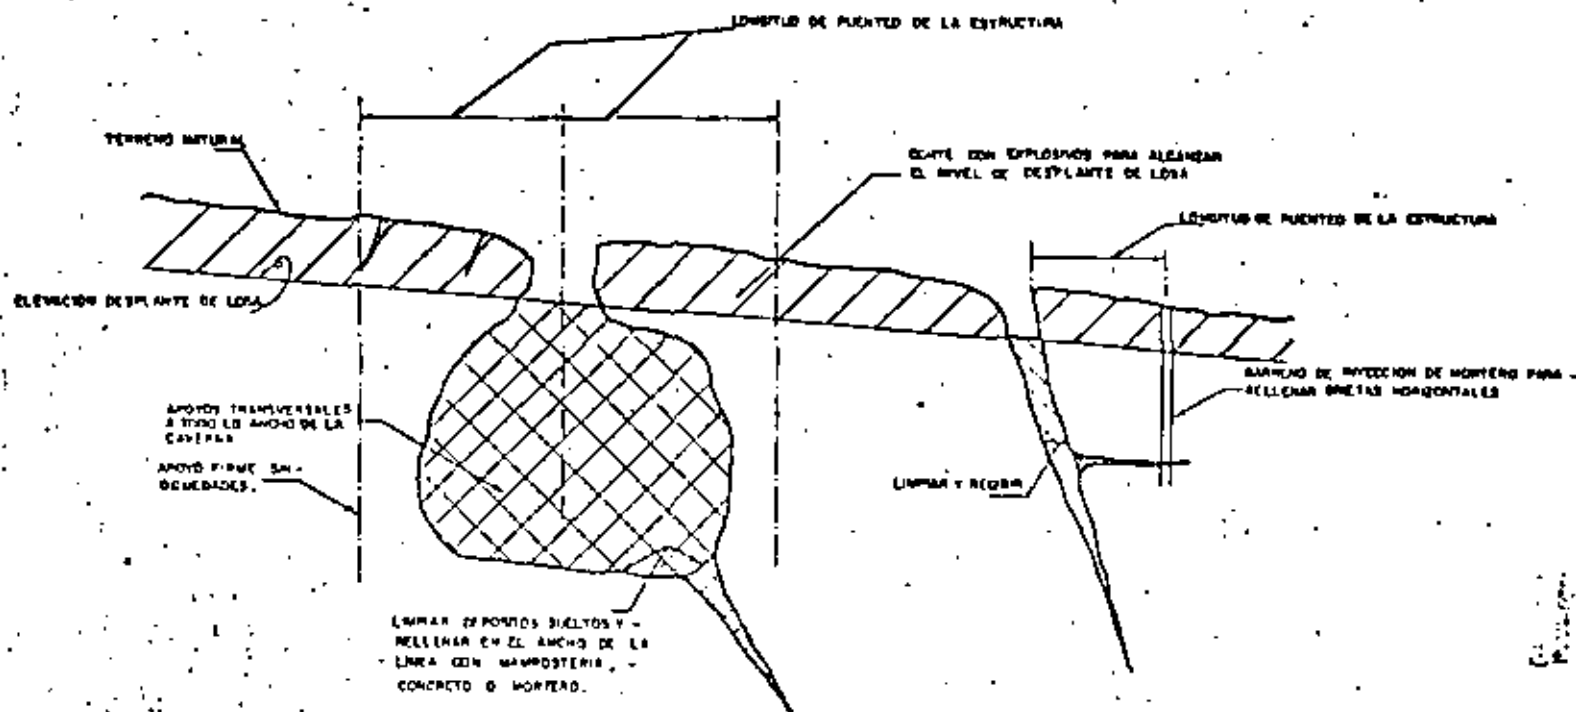 LONGITUD DE PUENTEO DE LA ESTRUCTURA
TERRENO NATURAL
CORTE CON EXPLOSIVOS PARA ALCANZAR
EL NIVEL DE DESPLANTE DE LOSA
LONGITUD DE PUENTEO DE LA ESTRUCTURA
ELEVACIÓN DESPLANTE DE LOSA
BARRENO DE INYECCION DE MORTERO PARA -
RELLENAR GRIETAS HORIZONTALES
APOYOS TRANSVERSALES
A TODO LO ANCHO DE LA
CAVERNA
APOYO FIRME SIN -
OQUEDADES.
LIMPIAR Y
LIMPIAR DEPOSITOS SUELTOS Y -
RELLENAR EN EL ANCHO DE LA
- LINEA CON MAMPOSTERIA, -
CONCRETO O MORTERO.